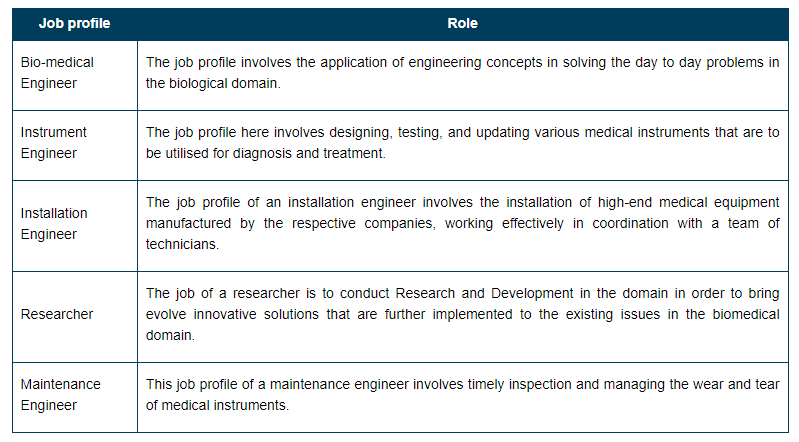 Job profile
Role
Bio-medical
Engineer
The job profile involves the application of engineering concepts in solving the day to day problems in
the biological domain.
Instrument
Engineer
The job profile here involves designing, testing, and updating various medical instruments that are to
be utilised for diagnosis and treatment.
Installation
Engineer
The job profile of an installation engineer involves the installation of high-end medical equipment
manufactured by the respective companies, working effectively in coordination with a team of
technicians.
Researcher
The job of a researcher is to conduct Research and Development in the domain in order to bring
evolve innovative solutions that are further implemented to the existing issues in the biomedical
domain.
Maintenance
Engineer
This job profile of a maintenance engineer involves timely inspection and managing the wear and tear
of medical instruments.